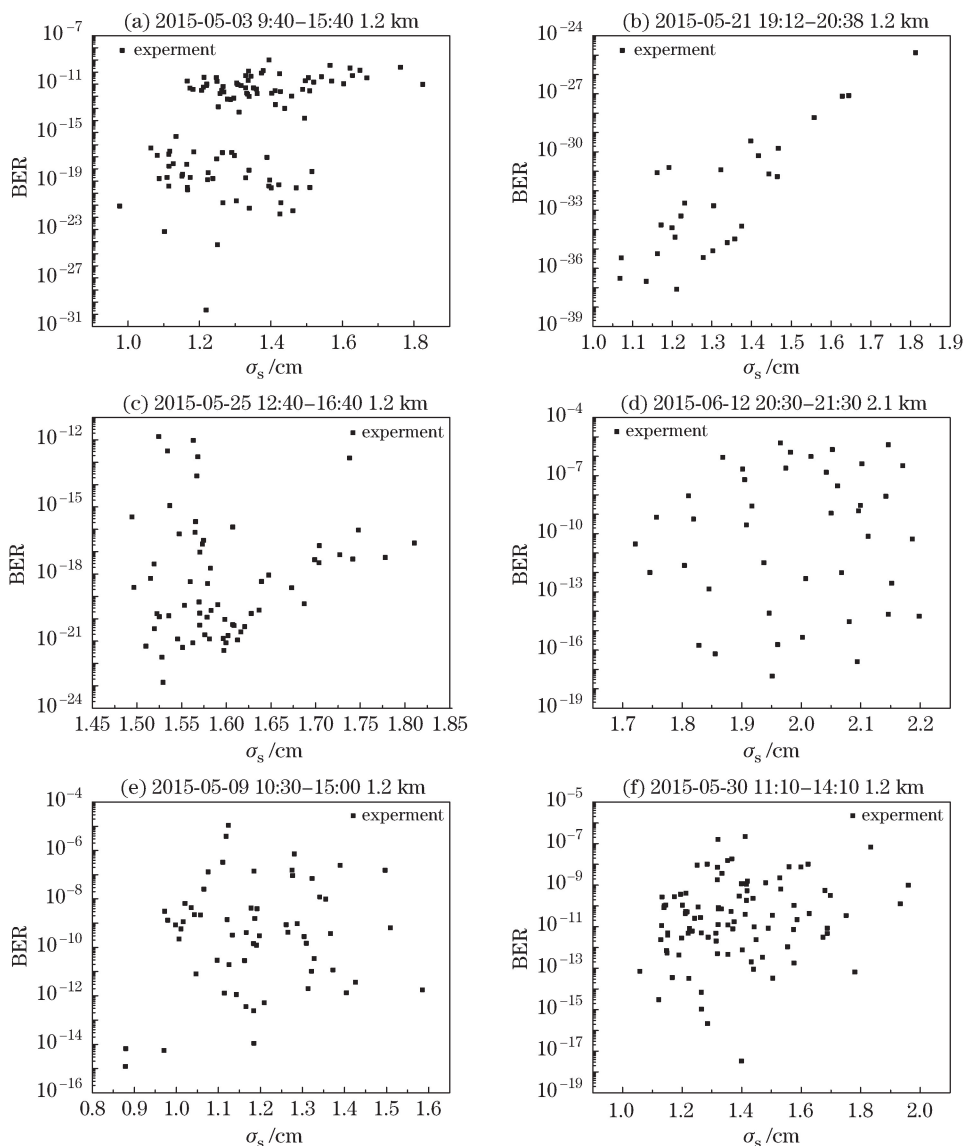 (a) 2015-05-03 9:40–15:40 1.2 km
10⁻⁷
10⁻¹¹
10⁻¹⁵
10⁻¹⁹
10⁻²³
10⁻²⁷
10⁻³¹
BER
experment
1.0 1.2 1.4 1.6 1.8
σₛ/cm
(b) 2015-05-21 19:12–20:38 1.2 km
10⁻²⁴
10⁻²⁷
10⁻³⁰
10⁻³³
10⁻³⁶
10⁻³⁹
BER
experment
1.0 1.1 1.2 1.3 1.4 1.5 1.6 1.7 1.8 1.9
σₛ/cm
(c) 2015-05-25 12:40–16:40 1.2 km
10⁻¹²
10⁻¹⁵
10⁻¹⁸
10⁻²¹
10⁻²⁴
BER
experment
1.45 1.50 1.55 1.60 1.65 1.70 1.75 1.80 1.85
σₛ/cm
(d) 2015-06-12 20:30–21:30 2.1 km
10⁻⁴
10⁻⁷
10⁻¹⁰
10⁻¹³
10⁻¹⁶
10⁻¹⁹
BER
experment
1.7 1.8 1.9 2.0 2.1 2.2
σₛ/cm
(e) 2015-05-09 10:30–15:00 1.2 km
10⁻⁴
10⁻⁶
10⁻⁸
10⁻¹⁰
10⁻¹²
10⁻¹⁴
10⁻¹⁶
BER
experment
0.8 0.9 1.0 1.1 1.2 1.3 1.4 1.5 1.6
σₛ/cm
(f) 2015-05-30 11:10–14:10 1.2 km
10⁻⁵
10⁻⁷
10⁻⁹
10⁻¹¹
10⁻¹³
10⁻¹⁵
10⁻¹⁷
10⁻¹⁹
BER
experment
1.0 1.2 1.4 1.6 1.8 2.0
σₛ/cm